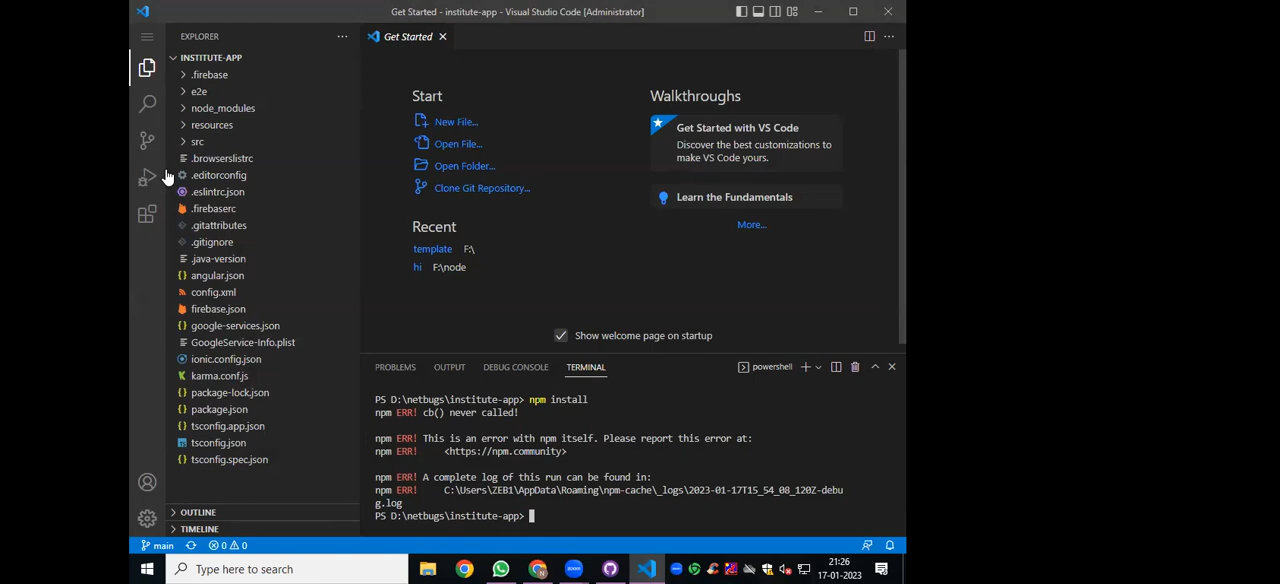 Get Started - institute-app - Visual Studio Code [Administrator]
EXPLORER
INSTITUTE-APP
.firebase
e2e
node_modules
resources
src
.browserslistrc
.editorconfig
.eslintrc.json
.firebaserc
.gitattributes
.gitignore
.java-version
angular.json
config.xml
firebase.json
google-services.json
GoogleService-Info.plist
ionic.config.json
karma.conf.js
package-lock.json
package.json
tsconfig.app.json
tsconfig.json
tsconfig.spec.json
OUTLINE
TIMELINE
Get Started
Start
New File...
Open File...
Open Folder...
Clone Git Repository...
Recent
template F:\
hi F:\node
Walkthroughs
Get Started with VS Code
Discover the best customizations to
make VS Code yours.
Learn the Fundamentals
More...
Show welcome page on startup
PROBLEMS OUTPUT DEBUG CONSOLE TERMINAL powershell
PS D:\netbugs\institute-app> npm install
npm ERR! cb() never called!
npm ERR! This is an error with npm itself. Please report this error at:
npm ERR! <https://npm.community>
npm ERR! A complete log of this run can be found in:
npm ERR! C:\Users\ZEB1\AppData\Roaming\npm-cache\_logs\2023-01-17T15_54_08_120Z-debu
g.log
PS D:\netbugs\institute-app>
main 0 0
Type here to search
zoom
21:26
17-01-2023